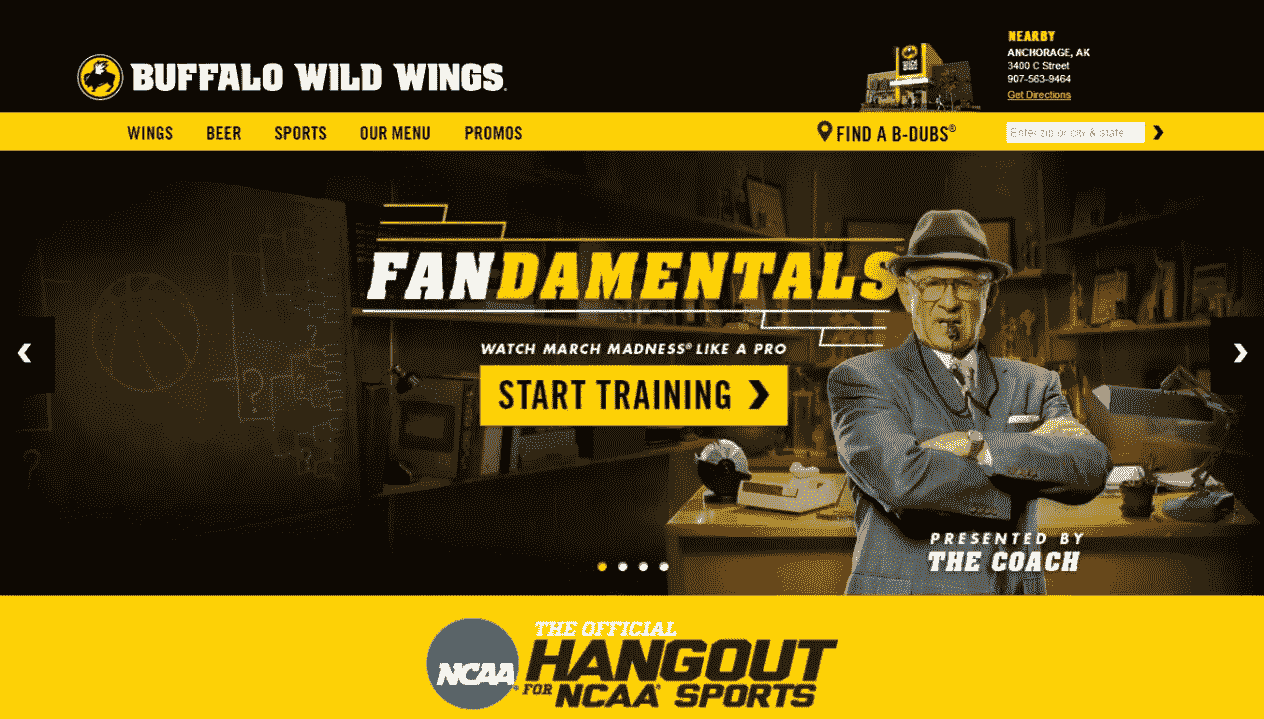 BUFFALO WILD WINGS
NEARBY
ANCHORAGE, AK
3400 C Street
907-563-9464
Get Directions
WINGS BEER SPORTS OUR MENU PROMOS FIND A B-DUBS® Enter zip or city & state
FANDAMENTALS
WATCH MARCH MADNESS® LIKE A PRO
START TRAINING
PRESENTED BY
THE COACH
NCAA
THE OFFICIAL
HANGOUT
FOR NCAA® SPORTS